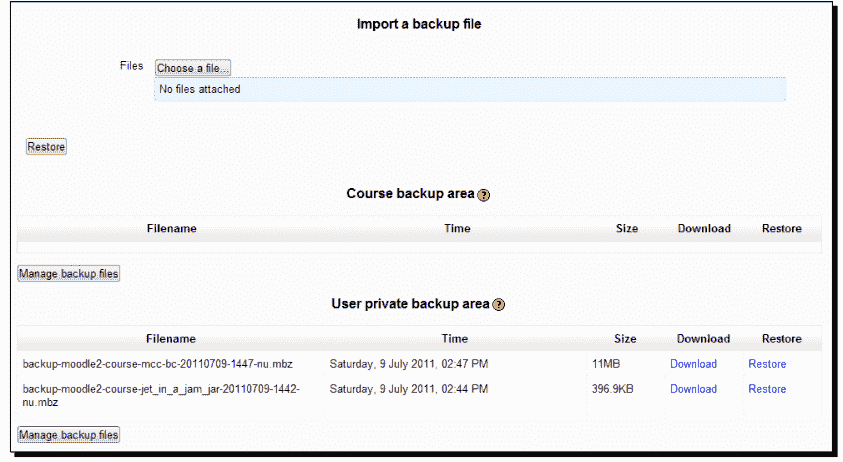 Import a backup file
Files Choose a file...
No files attached
Restore
Course backup area ?
Filename Time Size Download Restore
Manage backup files
User private backup area ?
Filename Time Size Download Restore
backup-moodle2-course-mcc-bc-20110709-1447-nu.mbz Saturday, 9 July 2011, 02:47 PM 11MB Download Restore
backup-moodle2-course-jet_in_a_jam_jar-20110709-1442- Saturday, 9 July 2011, 02:44 PM 396.9KB Download Restore
nu.mbz
Manage backup files